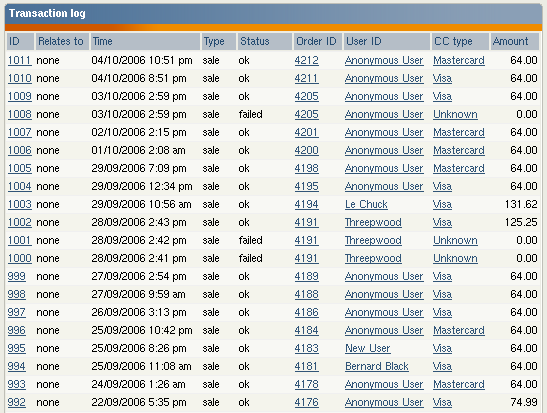 Transaction log
ID Relates to Time Type Status Order ID User ID CC type Amount
1011 none 04/10/2006 10:51 pm sale ok 4212 Anonymous User Mastercard 64.00
1010 none 04/10/2006 8:51 pm sale ok 4211 Anonymous User Visa 64.00
1009 none 03/10/2006 2:59 pm sale ok 4205 Anonymous User Visa 64.00
1008 none 03/10/2006 2:59 pm sale failed 4205 Anonymous User Unknown 0.00
1007 none 02/10/2006 2:15 pm sale ok 4201 Anonymous User Mastercard 64.00
1006 none 01/10/2006 2:08 am sale ok 4200 Anonymous User Mastercard 64.00
1005 none 29/09/2006 7:09 pm sale ok 4198 Anonymous User Mastercard 64.00
1004 none 29/09/2006 12:34 pm sale ok 4195 Anonymous User Visa 64.00
1003 none 29/09/2006 10:56 am sale ok 4194 Le Chuck Visa 131.62
1002 none 28/09/2006 2:43 pm sale ok 4191 Threepwood Visa 125.25
1001 none 28/09/2006 2:42 pm sale failed 4191 Threepwood Unknown 0.00
1000 none 28/09/2006 2:41 pm sale failed 4191 Threepwood Unknown 0.00
999 none 27/09/2006 2:54 pm sale ok 4189 Anonymous User Visa 64.00
998 none 27/09/2006 9:59 am sale ok 4188 Anonymous User Visa 64.00
997 none 26/09/2006 3:13 pm sale ok 4186 Anonymous User Visa 64.00
996 none 25/09/2006 10:42 pm sale ok 4184 Anonymous User Mastercard 64.00
995 none 25/09/2006 8:26 pm sale ok 4183 New User Visa 64.00
994 none 25/09/2006 11:08 am sale ok 4181 Bernard Black Visa 64.00
993 none 24/09/2006 1:26 am sale ok 4178 Anonymous User Mastercard 64.00
992 none 22/09/2006 5:35 pm sale ok 4176 Anonymous User Visa 74.99